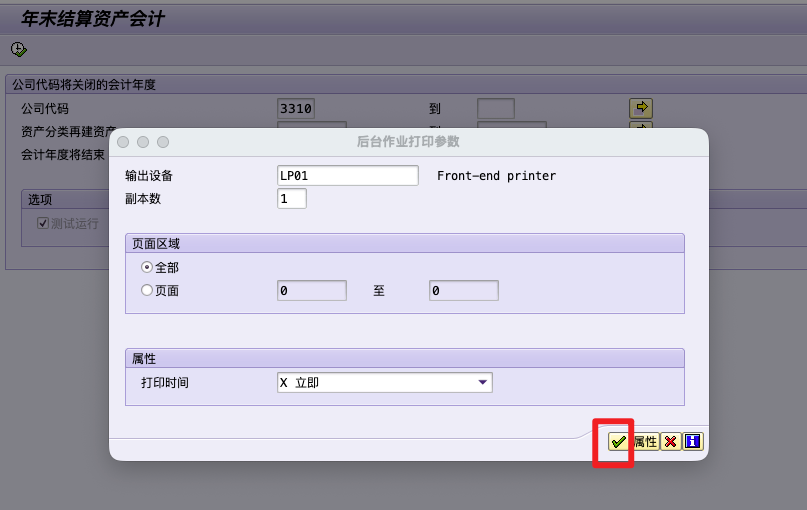 年末结算资产会计
公司代码将关闭的会计年度
公司代码 3310 到
资产分类再建资产 到
会计年度将结束
选项
测试运行
后台作业打印参数
输出设备 LP01 Front-end printer
副本数 1
页面区域
全部
页面 0 至 0
属性
打印时间 X 立即
属性